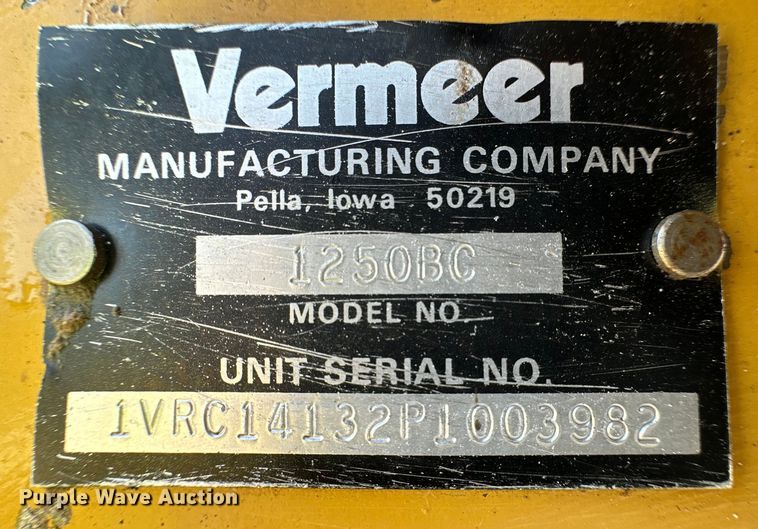 Vermeer
MANUFACTURING COMPANY
Pella, Iowa 50219
1250BC
MODEL NO.
UNIT SERIAL NO.
1VRC14132P1003982
Purple Wave Auction